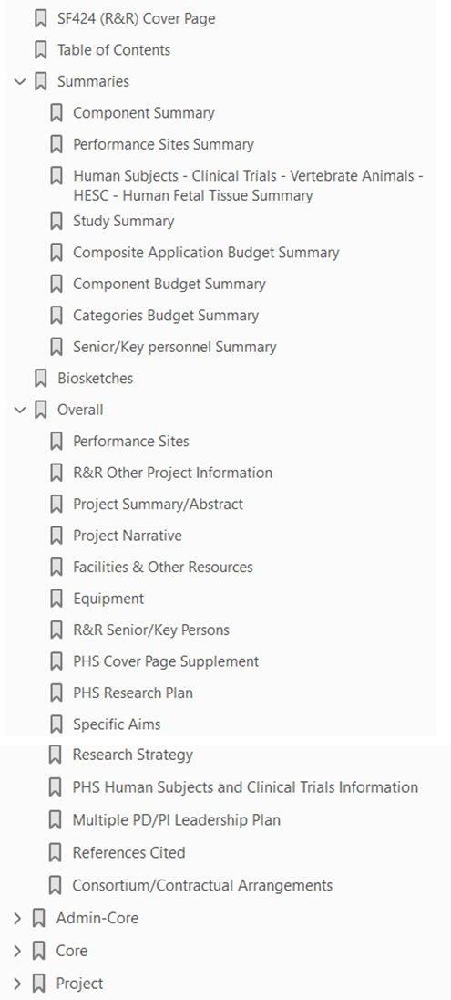 SF424 (R&R) Cover Page
Table of Contents
Summaries
Component Summary
Performance Sites Summary
Human Subjects - Clinical Trials - Vertebrate Animals -
HESC - Human Fetal Tissue Summary
Study Summary
Composite Application Budget Summary
Component Budget Summary
Categories Budget Summary
Senior/Key personnel Summary
Biosketches
Overall
Performance Sites
R&R Other Project Information
Project Summary/Abstract
Project Narrative
Facilities & Other Resources
Equipment
R&R Senior/Key Persons
PHS Cover Page Supplement
PHS Research Plan
Specific Aims
Research Strategy
PHS Human Subjects and Clinical Trials Information
Multiple PD/PI Leadership Plan
References Cited
Consortium/Contractual Arrangements
Admin-Core
Core
Project